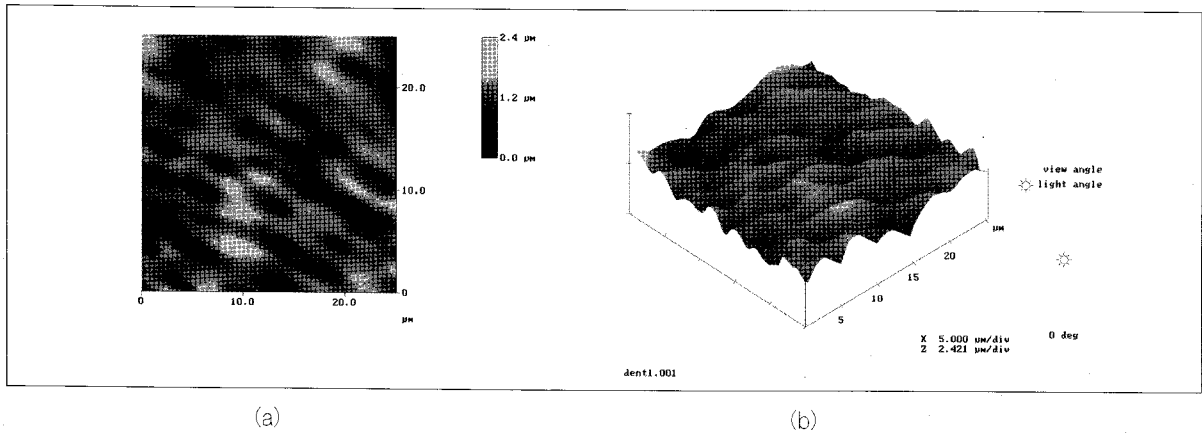 2.4 µm
1.2 µm
0.0 µm
20.0
10.0
0
0 10.0 20.0
µm
view angle
light angle
µm
20
15
10
5
X 5.000 µm/div
Z 2.421 µm/div
0 deg
dent1.001
(a) (b)